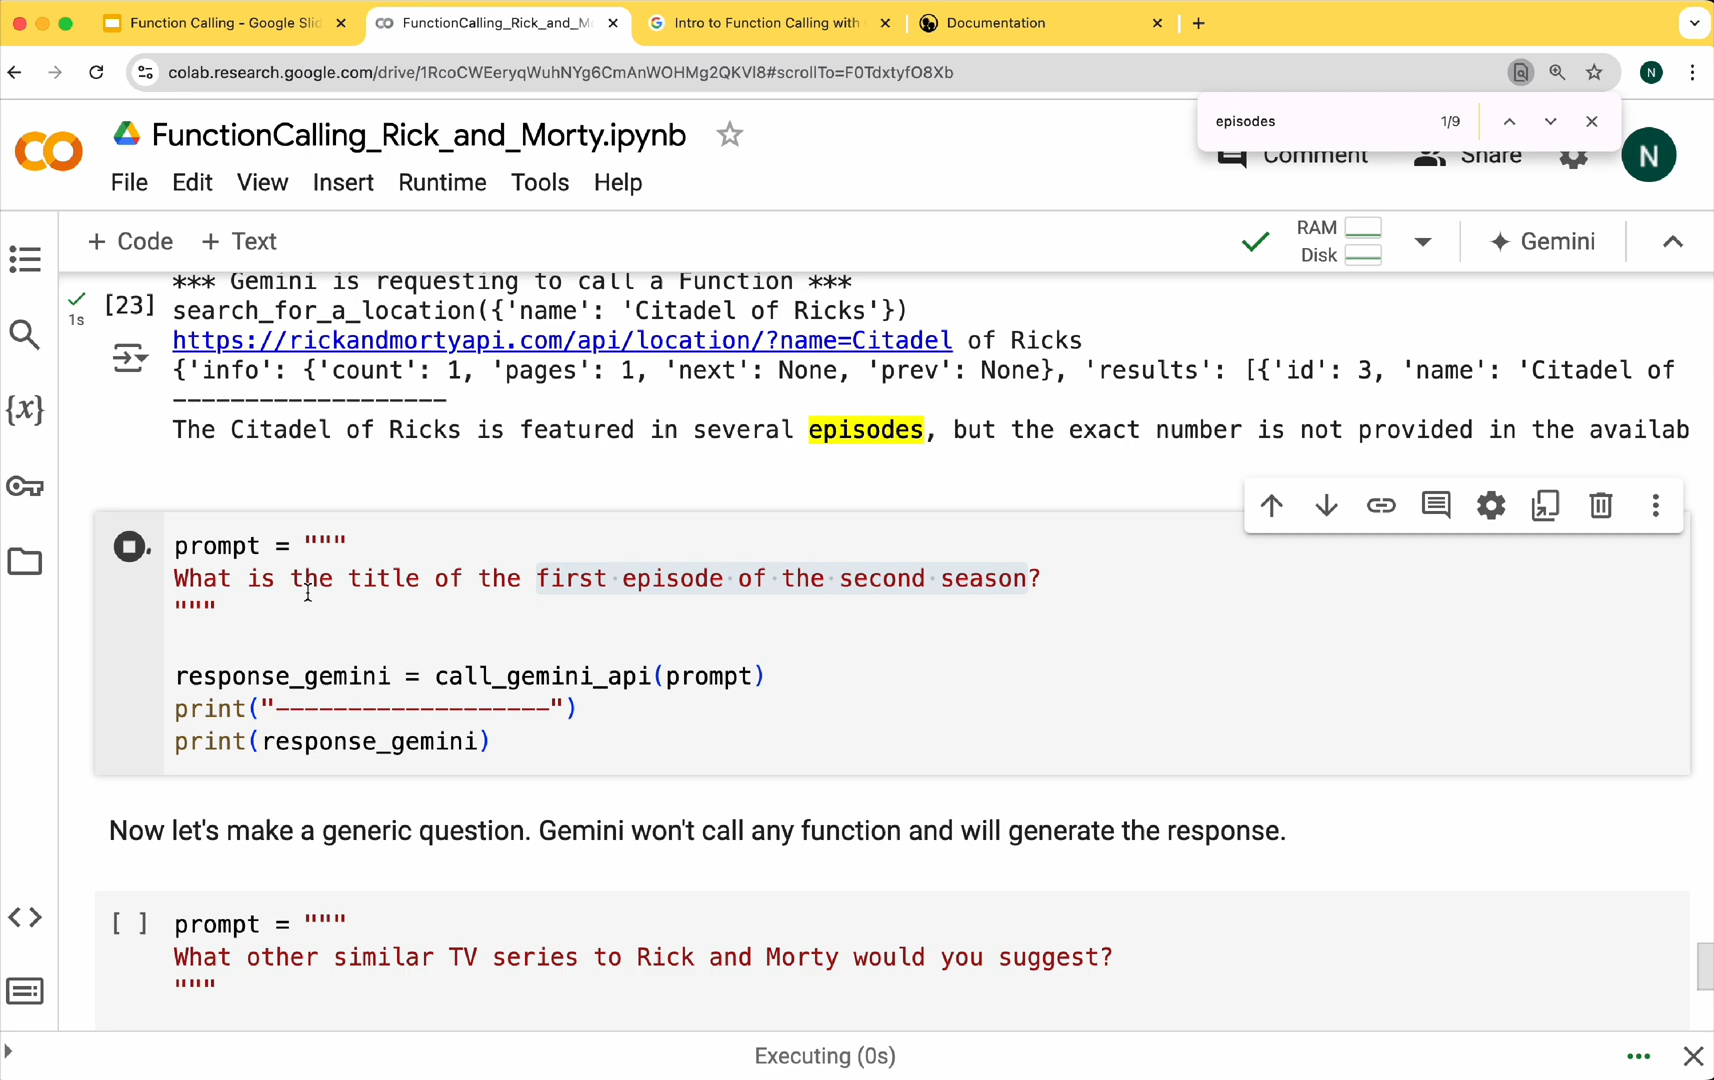 Function Calling - Google Slid
FunctionCalling_Rick_and_M
Intro to Function Calling with
Documentation
colab.research.google.com/drive/1RcoCWEeryqWuhNYg6CmAnWOHMg2QKVl8#scrollTo=F0TdxtyfO8Xb
N
episodes 1/9
FunctionCalling_Rick_and_Morty.ipynb
Comment Share N
File Edit View Insert Runtime Tools Help
+ Code + Text
RAM
Disk
Gemini
*** Gemini is requesting to call a Function ***
[23] search_for_a_location({'name': 'Citadel of Ricks'})
1s
https://rickandmortyapi.com/api/location/?name=Citadel of Ricks
{'info': {'count': 1, 'pages': 1, 'next': None, 'prev': None}, 'results': [{'id': 3, 'name': 'Citadel of
-------------------
The Citadel of Ricks is featured in several episodes, but the exact number is not provided in the availab
{x}
prompt = """
What is the title of the first episode of the second season?
"""
response_gemini = call_gemini_api(prompt)
print("-------------------")
print(response_gemini)
Now let's make a generic question. Gemini won't call any function and will generate the response.
[ ] prompt = """
What other similar TV series to Rick and Morty would you suggest?
"""
Executing (0s)